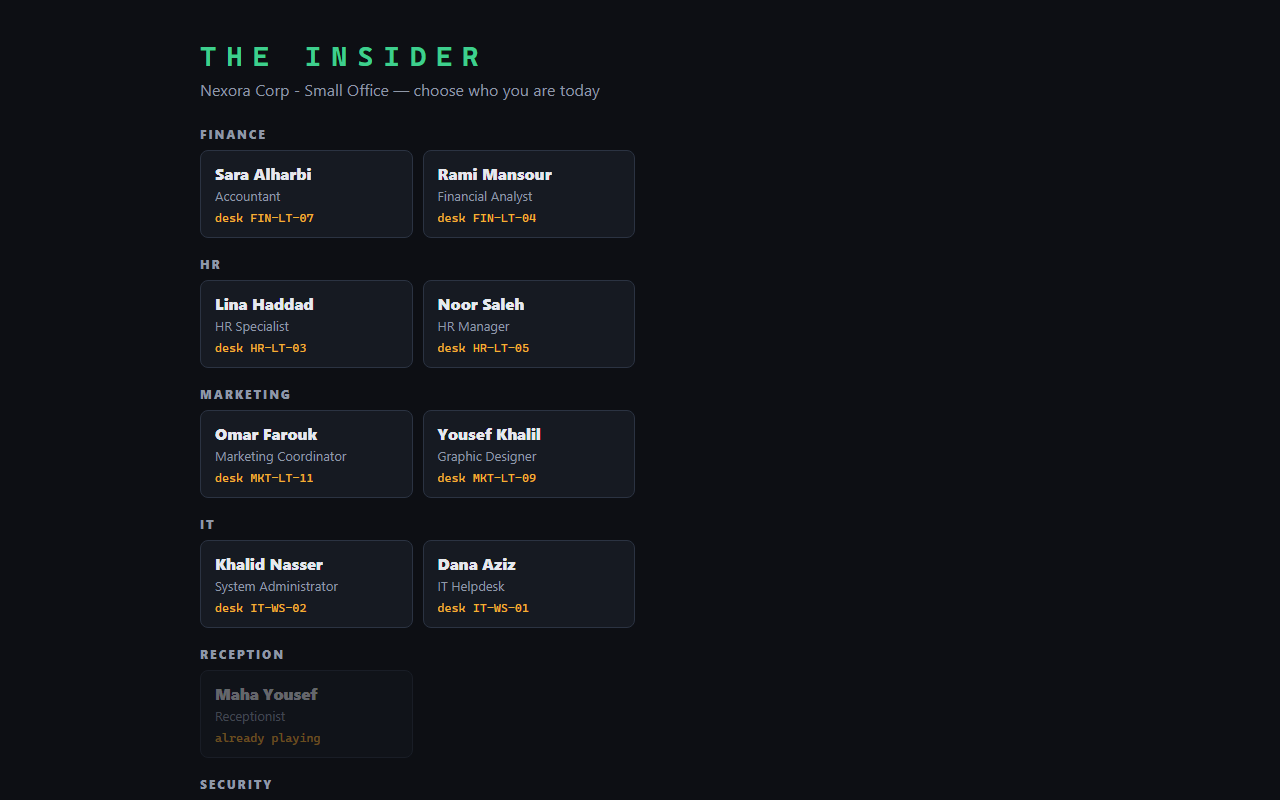 THE INSIDER
Nexora Corp - Small Office — choose who you are today
FINANCE
Sara Alharbi
Accountant
desk FIN-LT-07
Rami Mansour
Financial Analyst
desk FIN-LT-04
HR
Lina Haddad
HR Specialist
desk HR-LT-03
Noor Saleh
HR Manager
desk HR-LT-05
MARKETING
Omar Farouk
Marketing Coordinator
desk MKT-LT-11
Yousef Khalil
Graphic Designer
desk MKT-LT-09
IT
Khalid Nasser
System Administrator
desk IT-WS-02
Dana Aziz
IT Helpdesk
desk IT-WS-01
RECEPTION
Maha Yousef
Receptionist
already playing
SECURITY